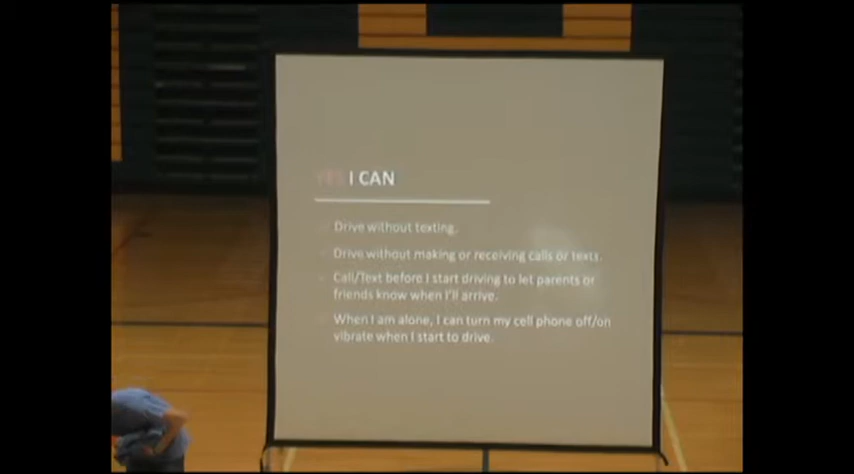 YES I CAN
Drive without texting.
Drive without making or receiving calls or texts.
Call/Text before I start driving to let parents or
friends know when I'll arrive.
When I am alone, I can turn my cell phone off/on
vibrate when I start to drive.